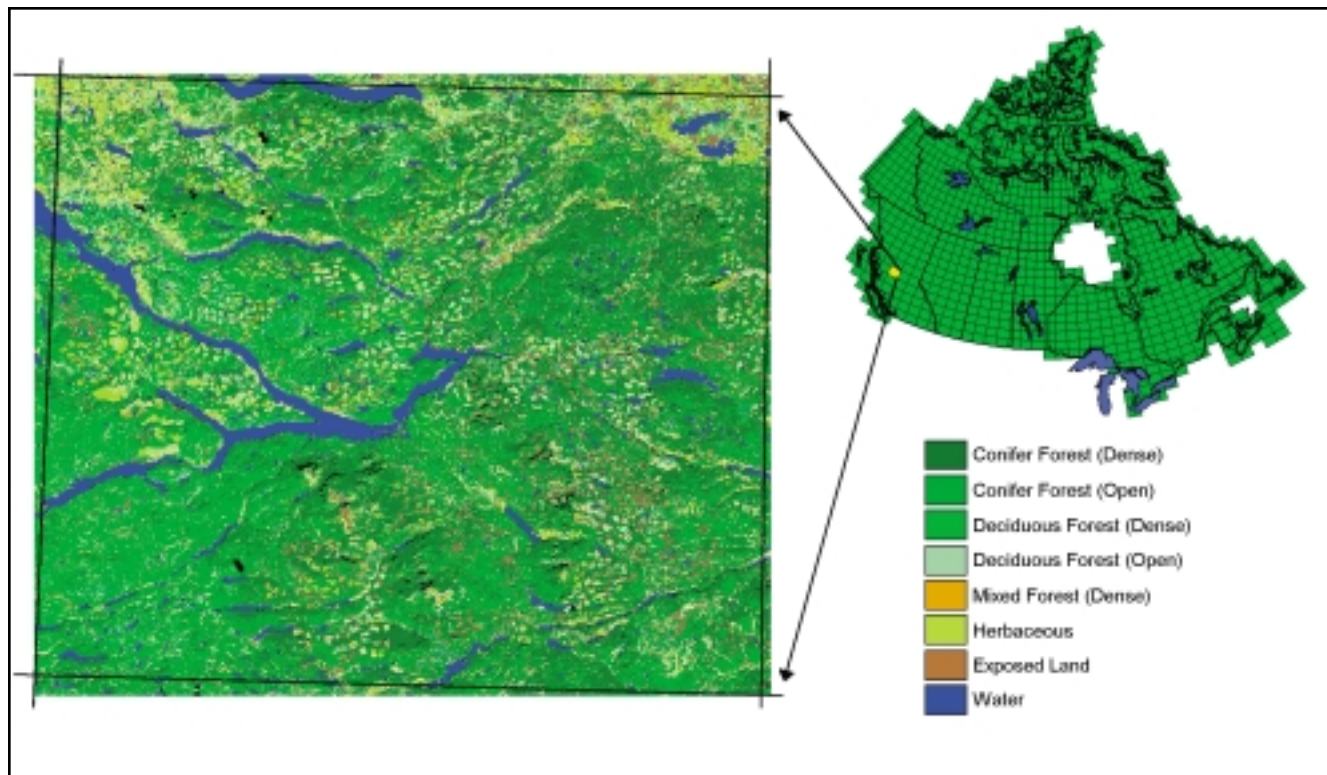 Conifer Forest (Dense)
Conifer Forest (Open)
Deciduous Forest (Dense)
Deciduous Forest (Open)
Mixed Forest (Dense)
Herbaceous
Exposed Land
Water